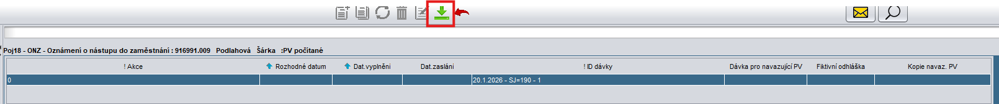 Poj18 - ONZ - Oznámení o nástupu do zaměstnání : 916991.009 Podlahová Šárka :PV počítané
! Akce Rozhodné datum Dat.vyplnění Dat.zaslání ! ID dávky Dávka pro navazující PV Fiktivní odhláška Kopie navaz. PV
0 20.1.2026 - SJ=190 - 1